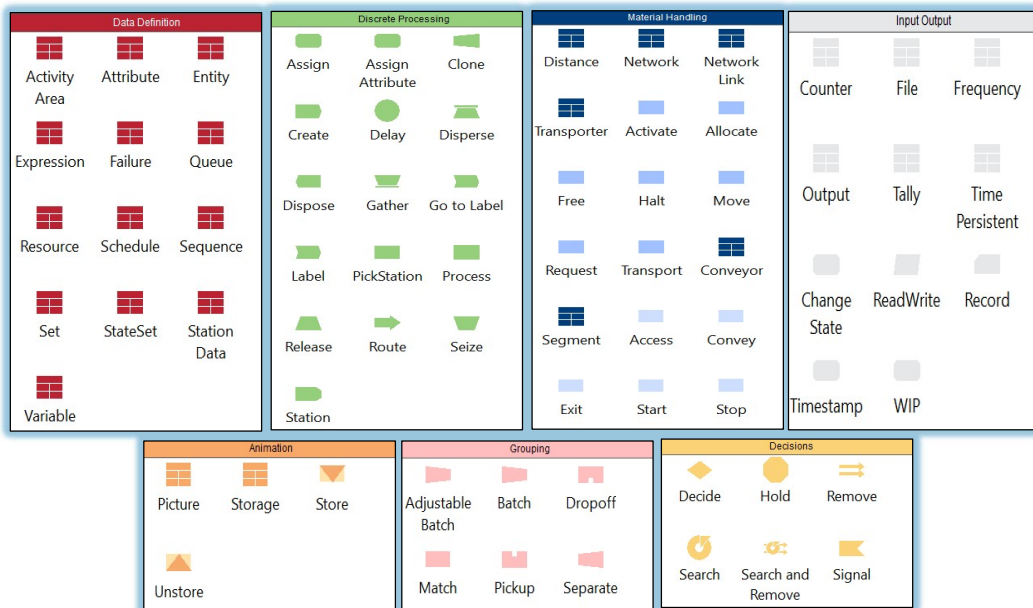 Data Definition
Activity Area
Attribute
Entity
Expression
Failure
Queue
Resource
Schedule
Sequence
Set
StateSet
Station Data
Variable
Discrete Processing
Assign
Assign Attribute
Clone
Create
Delay
Disperse
Dispose
Gather
Go to Label
Label
PickStation
Process
Release
Route
Seize
Station
Material Handling
Distance
Network
Network Link
Transporter
Activate
Allocate
Free
Halt
Move
Request
Transport
Conveyor
Segment
Access
Convey
Exit
Start
Stop
Input Output
Counter
File
Frequency
Output
Tally
Time Persistent
Change State
ReadWrite
Record
Timestamp
WIP
Animation
Picture
Storage
Store
Unstore
Grouping
Adjustable Batch
Batch
Dropoff
Match
Pickup
Separate
Decisions
Decide
Hold
Remove
Search
Search and Remove
Signal